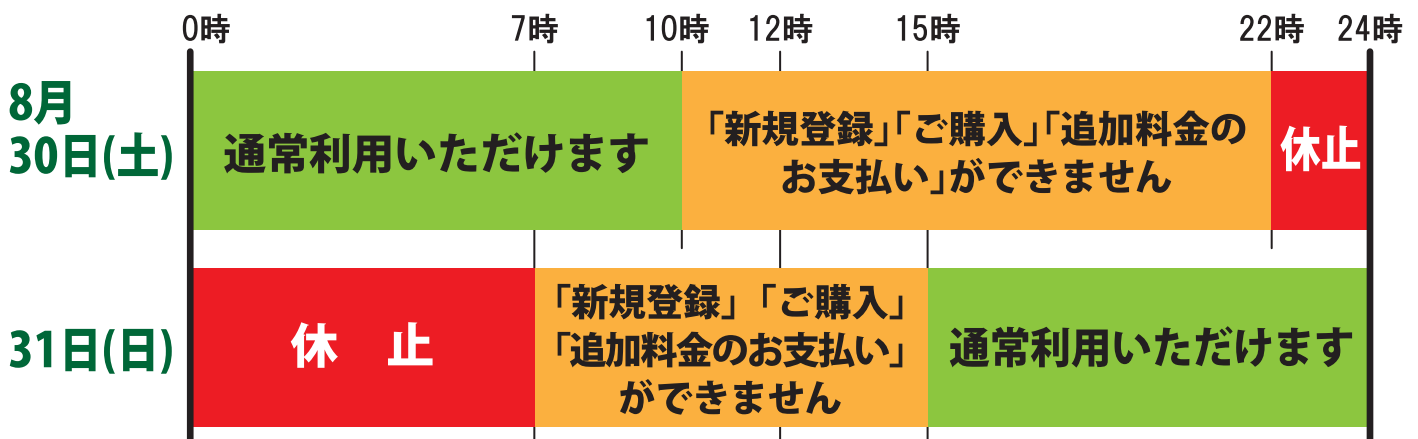 0時 7時 10時 12時 15時 22時 24時
8月
30日(土)
通常利用いただけます
「新規登録」「ご購入」「追加料金の
お支払い」ができません
休止
31日(日)
休　止
「新規登録」「ご購入」
「追加料金のお支払い」
ができません
通常利用いただけます